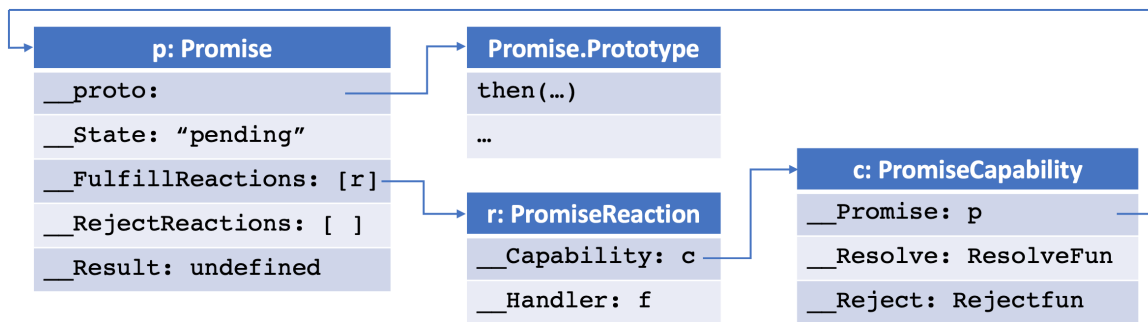 p: Promise
__proto:
__State: “pending”
__FulfillReactions: [r]
__RejectReactions: [ ]
__Result: undefined
Promise.Prototype
then(…)
…
r: PromiseReaction
__Capability: c
__Handler: f
c: PromiseCapability
__Promise: p
__Resolve: ResolveFun
__Reject: Rejectfun